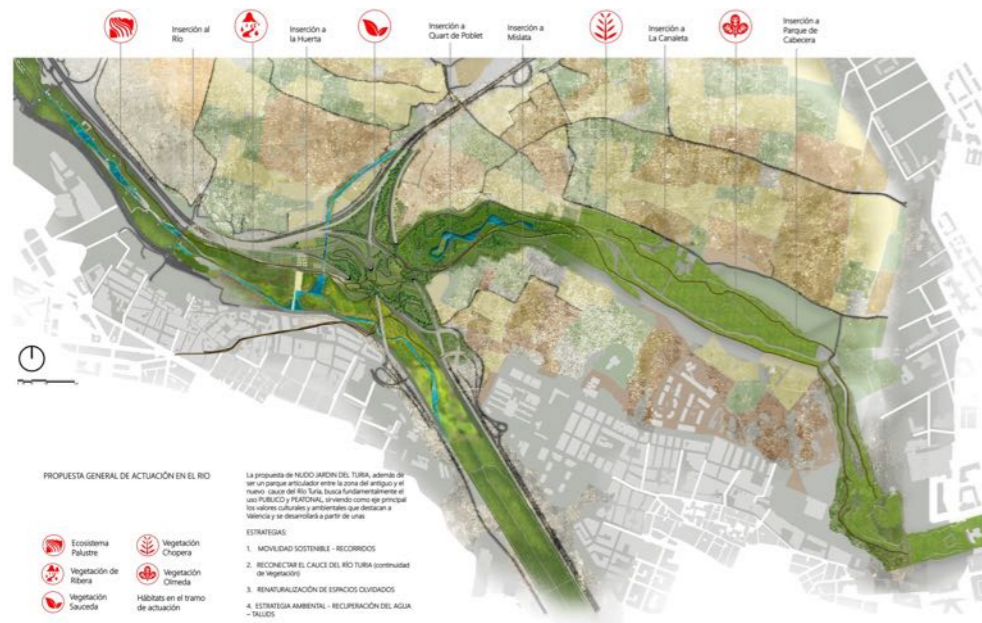 Inserción al
Río
Inserción a
la Huerta
Inserción a
Quart de Poblet
Inserción a
Mislata
Inserción a
La Canaleta
Inserción a
Parque de
Cabecera
PROPUESTA GENERAL DE ACTUACIÓN EN EL RIO
La propuesta de NUDO-JARDIN DEL TURIA, además de
ser un parque articulador entre la zona del antiguo y el
nuevo cauce del Río Turia, busca fundamentalmente el
uso PUBLICO y PEATONAL, sirviendo como eje principal
los valores culturales y ambientales que destacan a
Valencia y se desarrollará a partir de unas
ESTRATEGIAS:
1. MOVILIDAD SOSTENIBLE - RECORRIDOS
2. RECONECTAR EL CAUCE DEL RÍO TURIA (continuidad
de Vegetación)
3. RENATURALIZACIÓN DE ESPACIOS OLVIDADOS
4. ESTRATEGIA AMBIENTAL - RECUPERACIÓN DEL AGUA
– TALUDS
Ecosistema
Palustre
Vegetación de
Ribera
Vegetación
Sauceda
Vegetación
Chopera
Vegetación
Olmeda
Hábitats en el tramo
de actuación